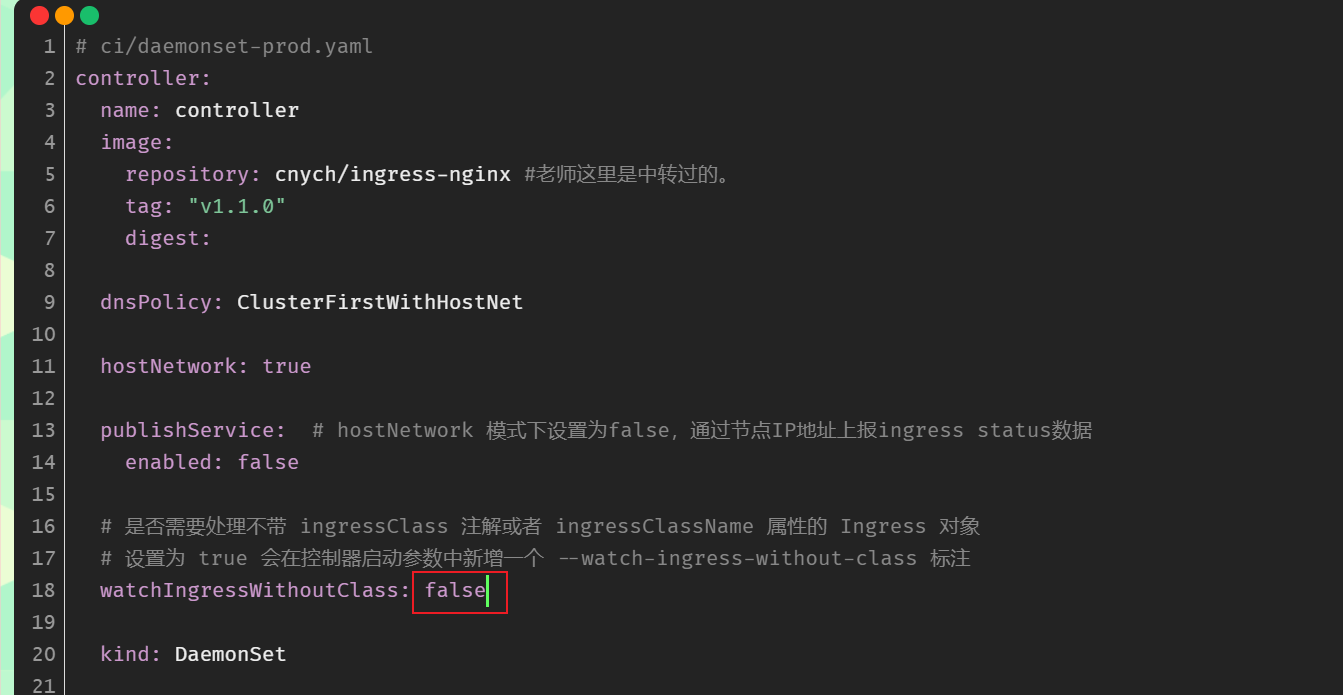 1 # ci/daemonset-prod.yaml
2 controller:
3   name: controller
4   image:
5     repository: cnych/ingress-nginx #老师这里是中转过的。
6     tag: "v1.1.0"
7     digest:
8
9   dnsPolicy: ClusterFirstWithHostNet
10
11   hostNetwork: true
12
13   publishService:  # hostNetwork 模式下设置为false，通过节点IP地址上报ingress status数据
14     enabled: false
15
16   # 是否需要处理不带 ingressClass 注解或者 ingressClassName 属性的 Ingress 对象
17   # 设置为 true 会在控制器启动参数中新增一个 --watch-ingress-without-class 标注
18   watchIngressWithoutClass: false
19
20   kind: DaemonSet
21